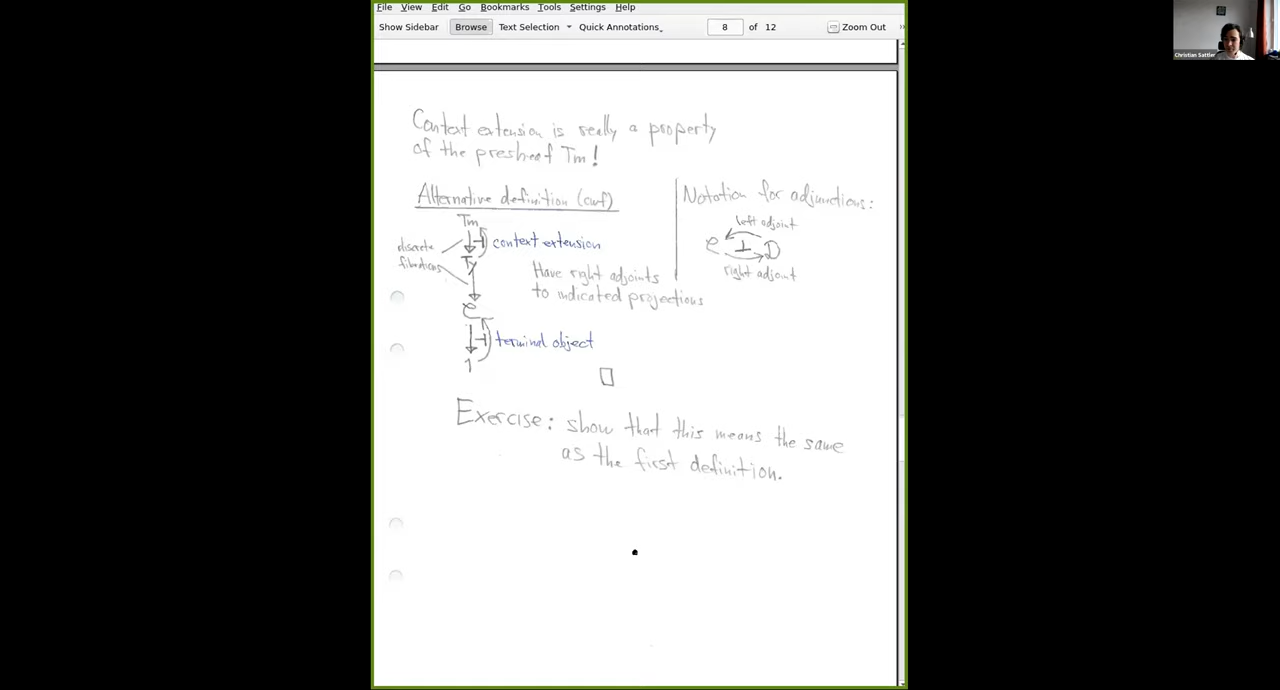 File View Edit Go Bookmarks Tools Settings Help
Show Sidebar Browse Text Selection Quick Annotations 8 of 12 Zoom Out
Christian Sattler
Context extension is really a property
of the presheaf Tm!
Alternative definition (cwf)
Notation for adjunctions:
Tm
left adjoint
discrete
fibrations
⊣ context extension
C ⊥ D
Ty
Have right adjoints
right adjoint
to indicated projections
C
⊣ terminal object
1
Exercise: show that this means the same
as the first definition.